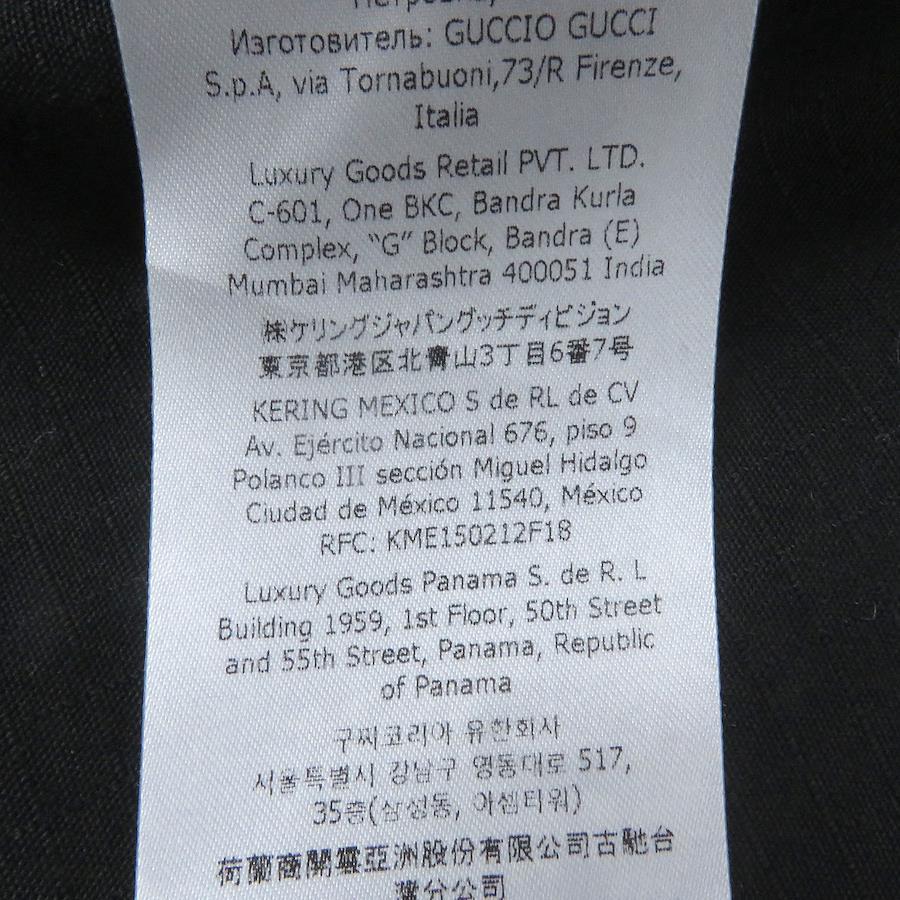 Изготовитель: GUCCIO GUCCI
S.p.A, via Tornabuoni,73/R Firenze,
Italia
Luxury Goods Retail PVT. LTD.
C-601, One BKC, Bandra Kurla
Complex, “G” Block, Bandra (E)
Mumbai Maharashtra 400051 India
㈱ケリングジャパングッチディビジョン
東京都港区北青山3丁目6番7号
KERING MEXICO S de RL de CV
Av. Ejército Nacional 676, piso 9
Polanco III sección Miguel Hidalgo
Ciudad de México 11540, México
RFC: KME150212F18
Luxury Goods Panama S. de R. L
Building 1959, 1st Floor, 50th Street
and 55th Street, Panama, Republic
of Panama
구찌코리아 유한회사
서울특별시 강남구 영동대로 517,
35층(삼성동, 아셈타워)
荷蘭商開雲亞洲股份有限公司古馳台
灣分公司